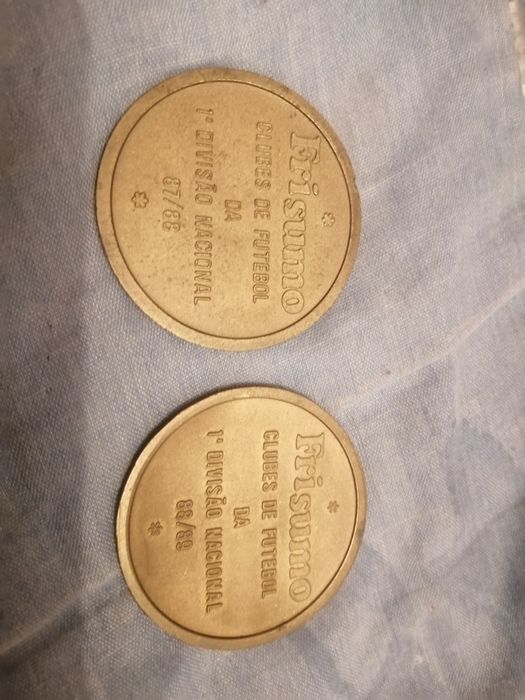 Frisumo
CLUBES DE FUTEBOL
DA
1ª DIVISÃO NACIONAL
87/88
Frisumo
CLUBES DE FUTEBOL
DA
1ª DIVISÃO NACIONAL
88/89